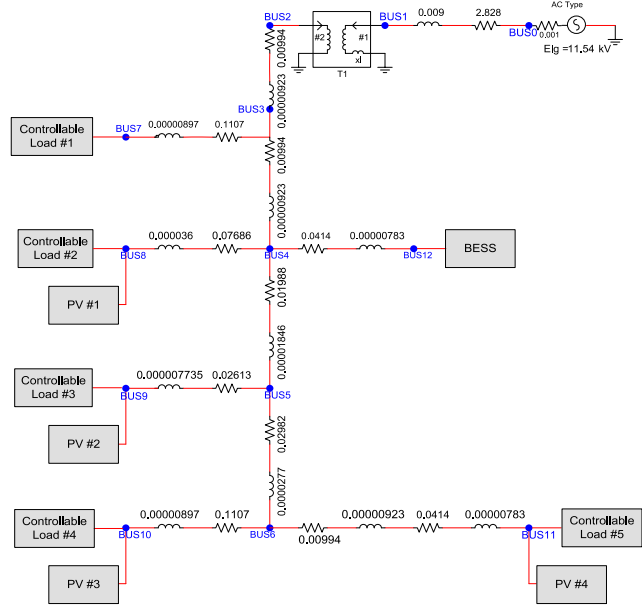 AC Type
BUS2
BUS1
0.009
2.828
BUS0
0.001
Elg =11.54 kV
#2
#1
xl
T1
0.00994
0.00000923
BUS3
Controllable
Load #1
BUS7
0.00000897
0.1107
0.00994
0.00000923
Controllable
Load #2
BUS8
0.000036
0.07686
BUS4
0.0414
0.00000783
BUS12
BESS
PV #1
0.01988
0.00001846
Controllable
Load #3
BUS9
0.000007735
0.02613
BUS5
PV #2
0.02982
0.0000277
Controllable
Load #4
BUS10
0.00000897
0.1107
BUS6
0.00994
0.00000923
0.0414
0.00000783
BUS11
Controllable
Load #5
PV #3
PV #4